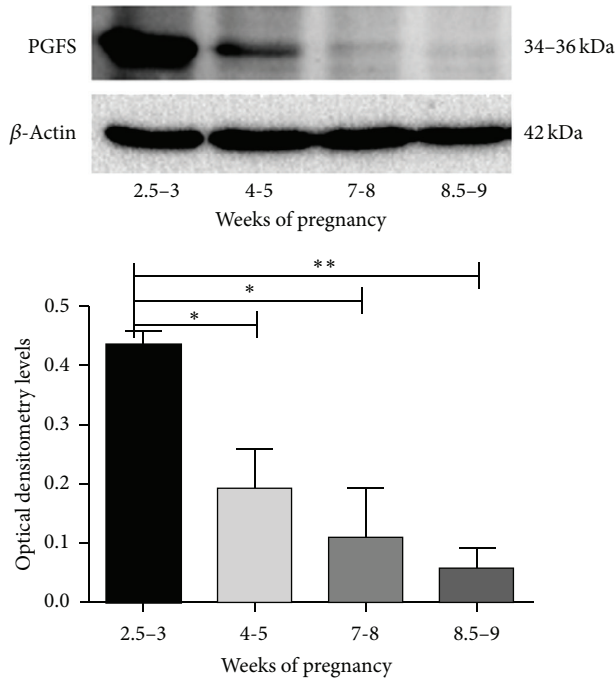 PGFS 34–36 kDa
β-Actin 42 kDa
2.5–3 4-5 7-8 8.5–9
Weeks of pregnancy
**
*
*
0.5
0.4
0.3
0.2
0.1
0.0
Optical densitometry levels
2.5–3 4-5 7-8 8.5–9
Weeks of pregnancy